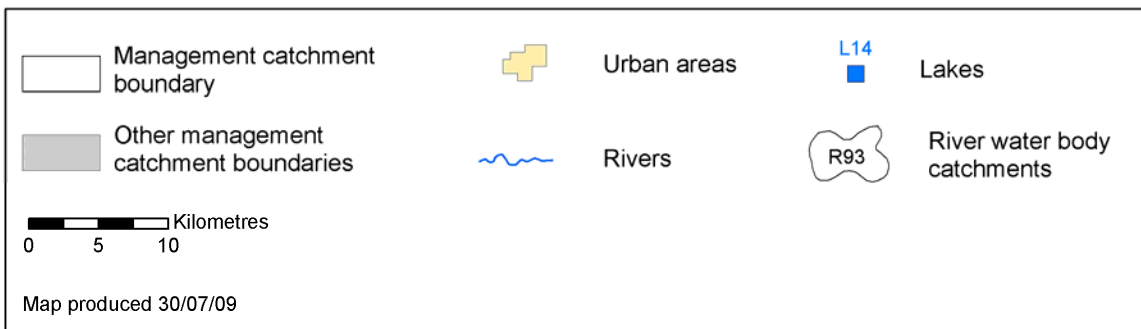 Management catchment
boundary
Urban areas
L14
Lakes
Other management
catchment boundaries
Rivers
R93
River water body
catchments
Kilometres
0 5 10
Map produced 30/07/09